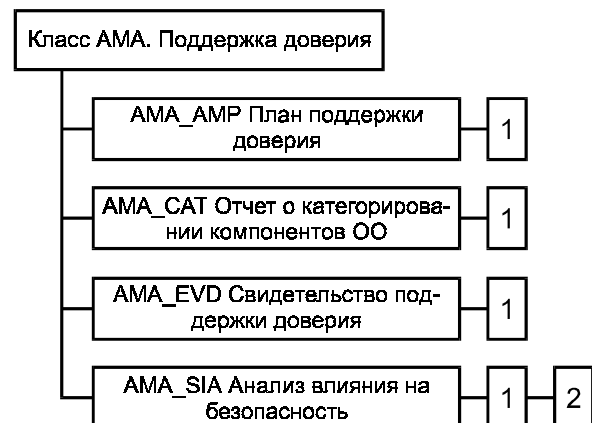 Класс АМА. Поддержка доверия
AMA_AMP План поддержки
доверия
1
AMA_CAT Отчет о категорирова-
нии компонентов ОО
1
AMA_EVD Свидетельство под-
держки доверия
1
AMA_SIA Анализ влияния на
безопасность
1
2